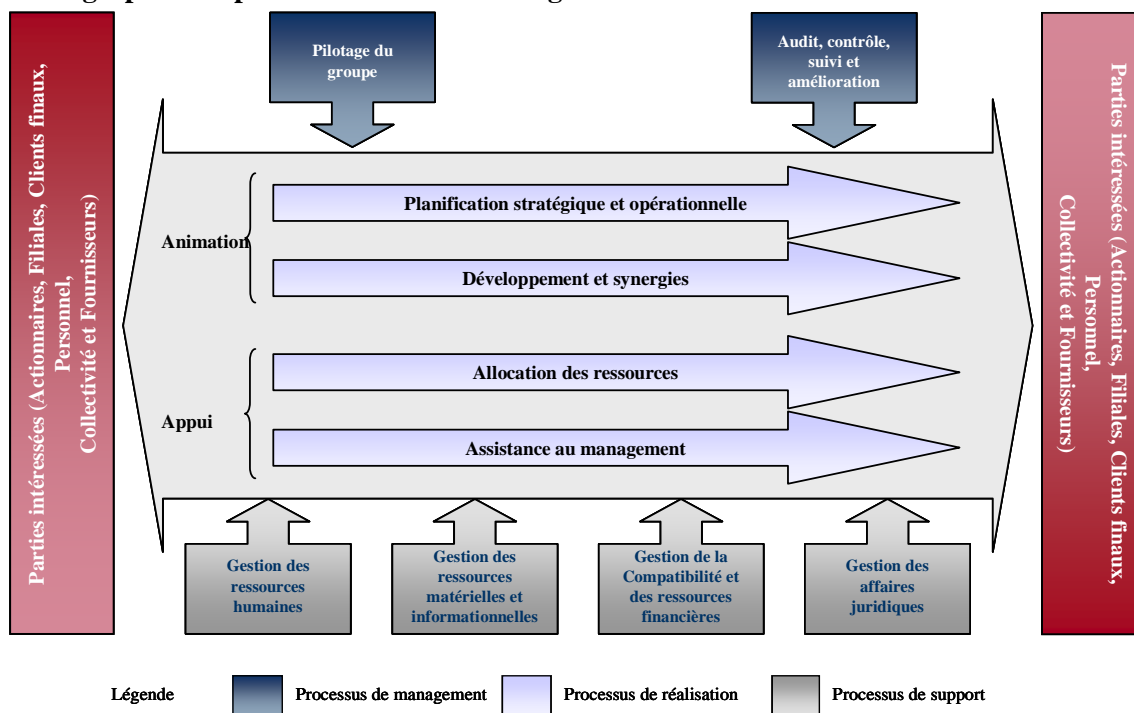 Pilotage du
groupe
Audit, contrôle,
suivi et
amélioration
Parties intéressées (Actionnaires, Filiales, Clients finaux,
Personnel,
Collectivité et Fournisseurs)
Animation
Planification stratégique et opérationnelle
Développement et synergies
Appui
Allocation des ressources
Assistance au management
Parties intéressées (Actionnaires, Filiales, Clients finaux,
Personnel,
Collectivité et Fournisseurs)
Gestion des
ressources
humaines
Gestion des
ressources
matérielles et
informationnelles
Gestion de la
Compatibilité et
des ressources
financières
Gestion des
affaires
juridiques
Légende
Processus de management
Processus de réalisation
Processus de support